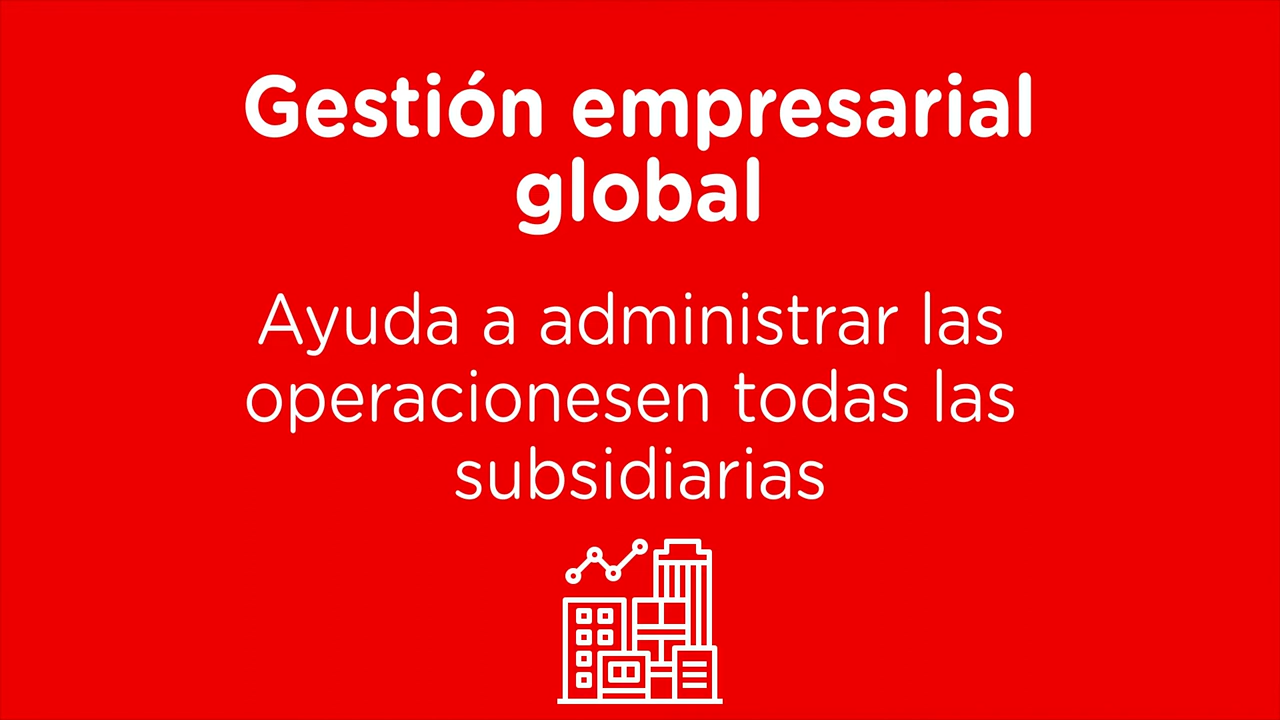 Gestión empresarial
global
Ayuda a administrar las
operacionesen todas las
subsidiarias